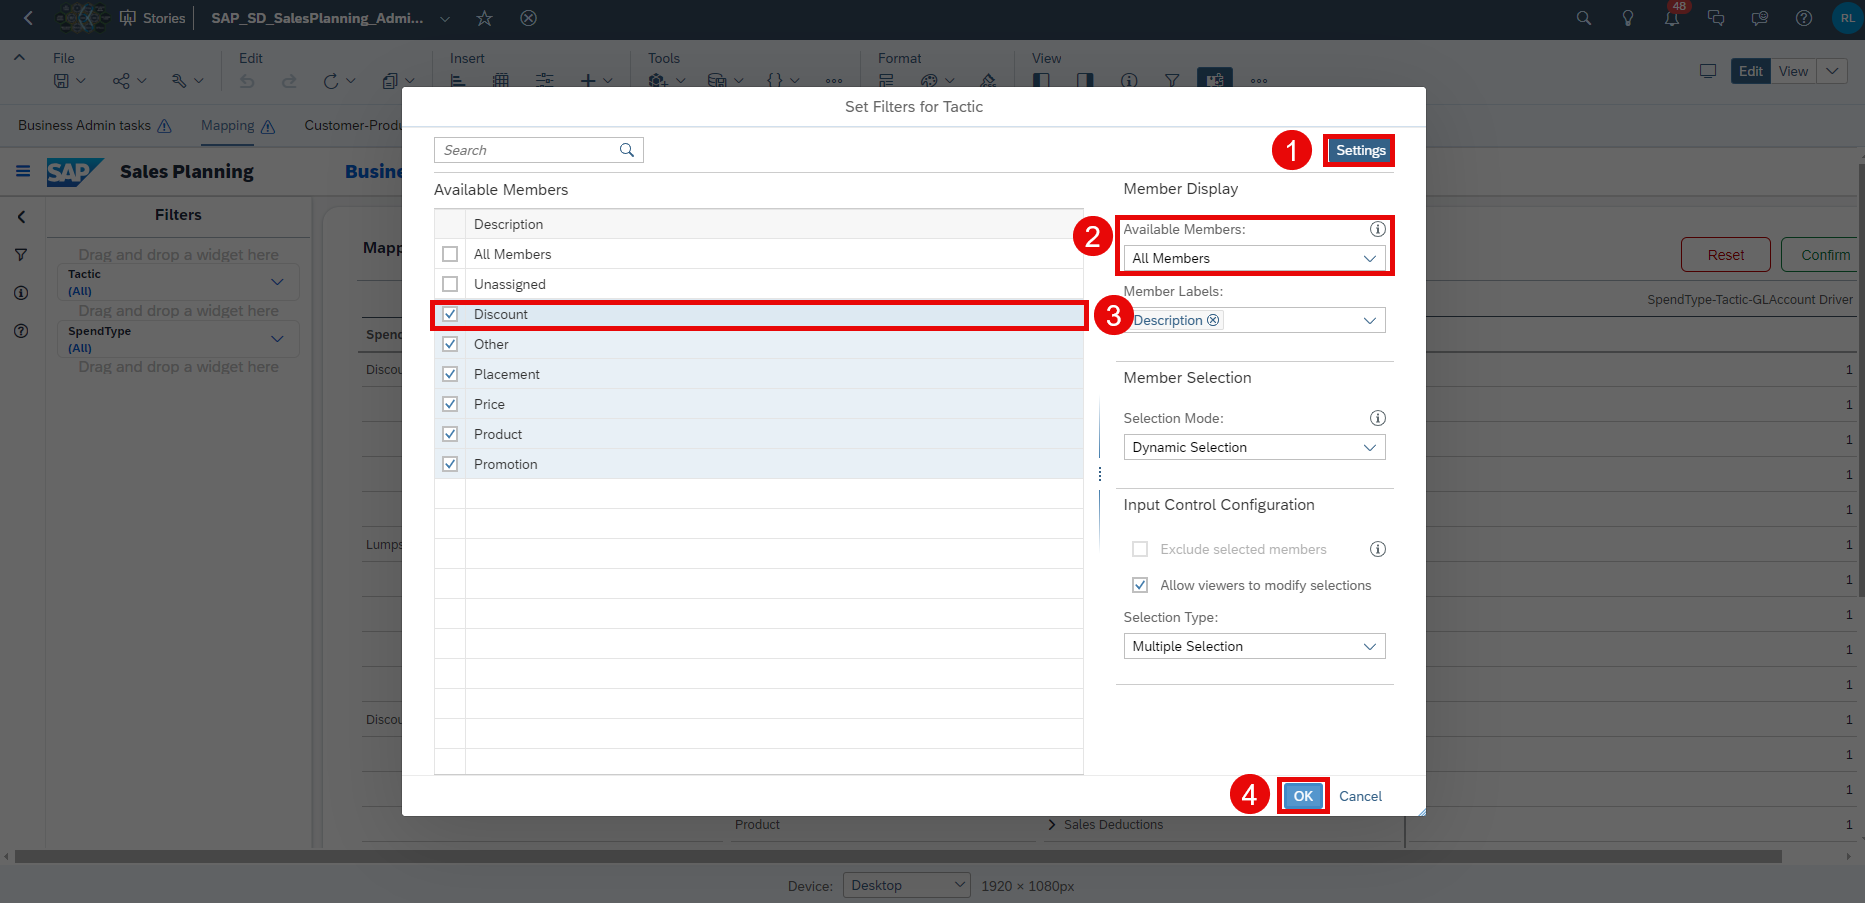 Stories
SAP_SD_SalesPlanning_Admi...
48
RL
File
Edit
Insert
Tools
Format
View
Edit
View
Business Admin tasks
Mapping
Customer-Produ
SAP
Sales Planning
Busine
Filters
Drag and drop a widget here
Tactic
(All)
Drag and drop a widget here
SpendType
(All)
Drag and drop a widget here
Mapp
Spend
Discou
Lumps
Discou
Reset
Confirm
SpendType-Tactic-GLAccount Driver
1
1
1
1
1
1
1
1
1
1
1
1
1
1
Product
Sales Deductions
Set Filters for Tactic
Search
1
Settings
Available Members
Description
All Members
Unassigned
Discount
Other
Placement
Price
Product
Promotion
Member Display
2
Available Members:
All Members
Member Labels:
3
Description
Member Selection
Selection Mode:
Dynamic Selection
Input Control Configuration
Exclude selected members
Allow viewers to modify selections
Selection Type:
Multiple Selection
4
OK
Cancel
Device:
Desktop
1920 × 1080px